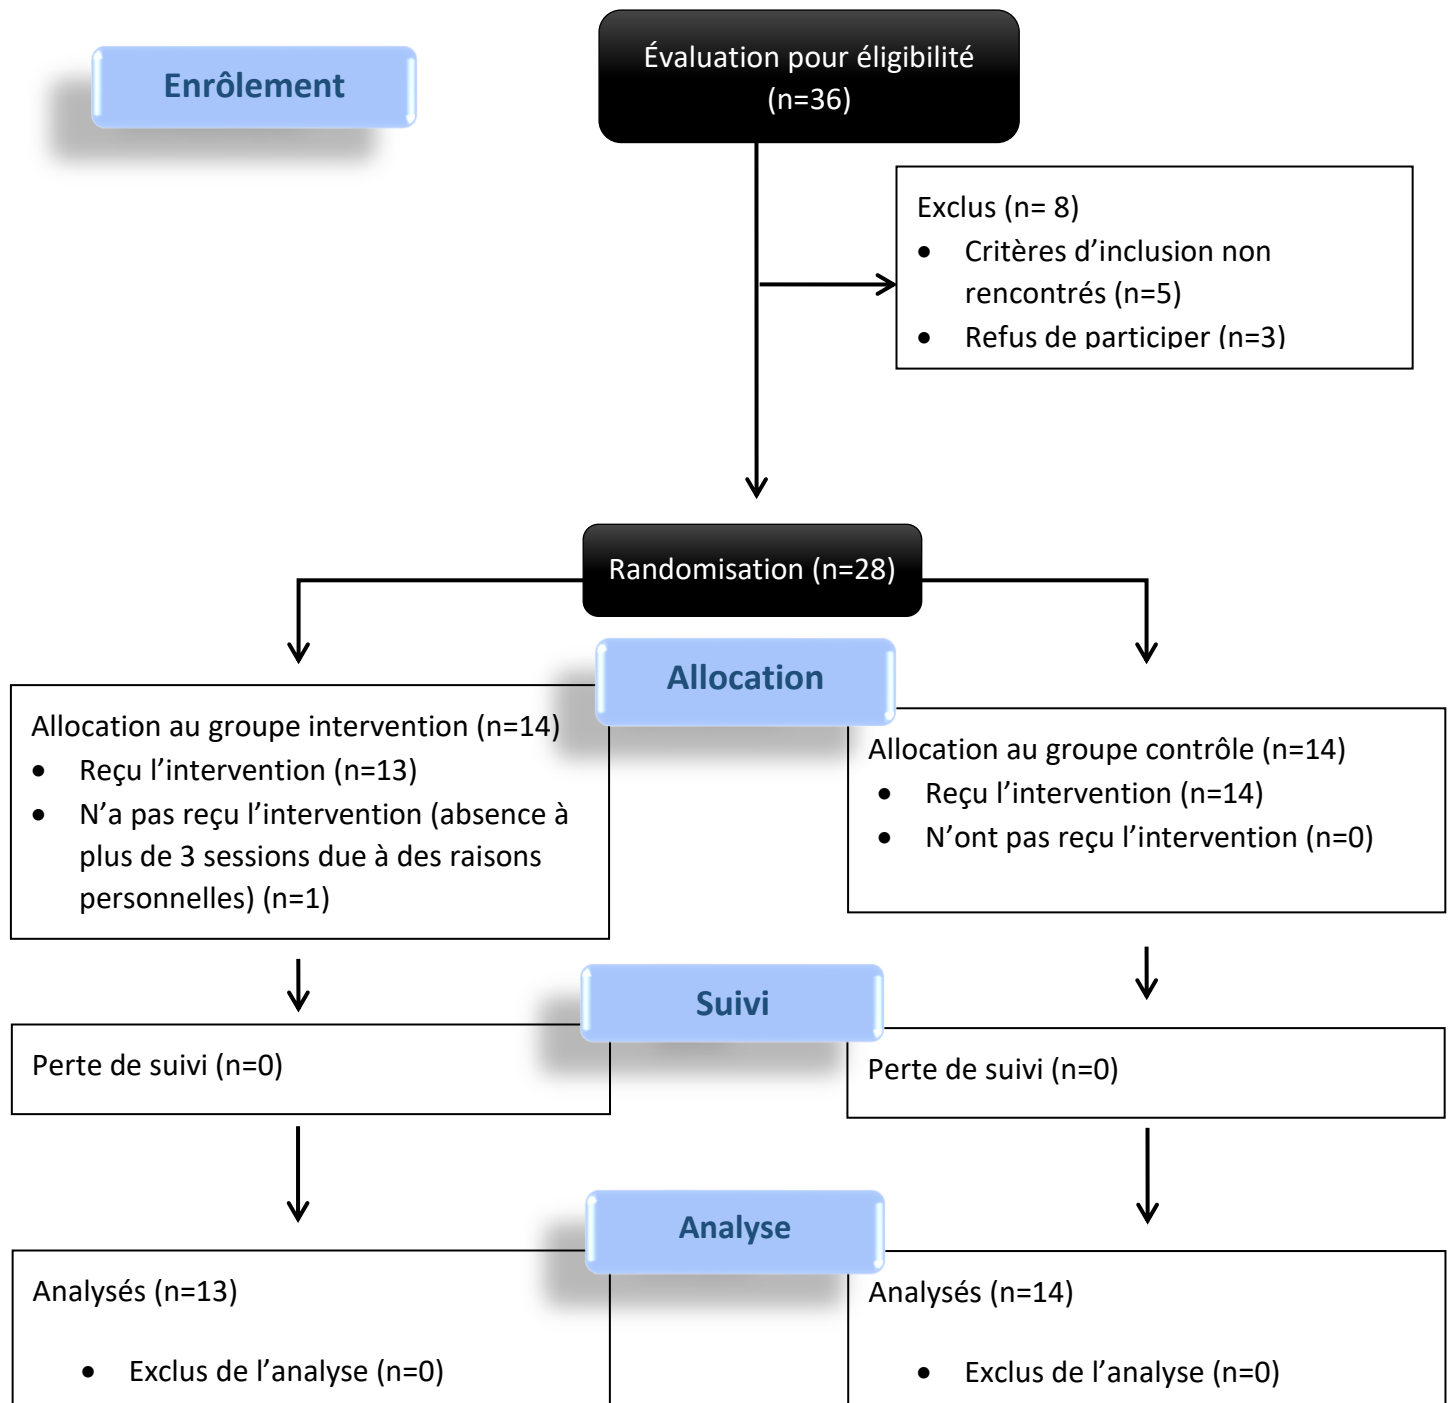 Enrôlement
Évaluation pour éligibilité
(n=36)
Exclus (n= 8)
• Critères d’inclusion non
rencontrés (n=5)
• Refus de participer (n=3)
Randomisation (n=28)
Allocation
Allocation au groupe intervention (n=14)
• Reçu l’intervention (n=13)
• N’a pas reçu l’intervention (absence à
plus de 3 sessions due à des raisons
personnelles) (n=1)
Allocation au groupe contrôle (n=14)
• Reçu l’intervention (n=14)
• N’ont pas reçu l’intervention (n=0)
Suivi
Perte de suivi (n=0)
Perte de suivi (n=0)
Analyse
Analysés (n=13)
• Exclus de l’analyse (n=0)
Analysés (n=14)
• Exclus de l’analyse (n=0)